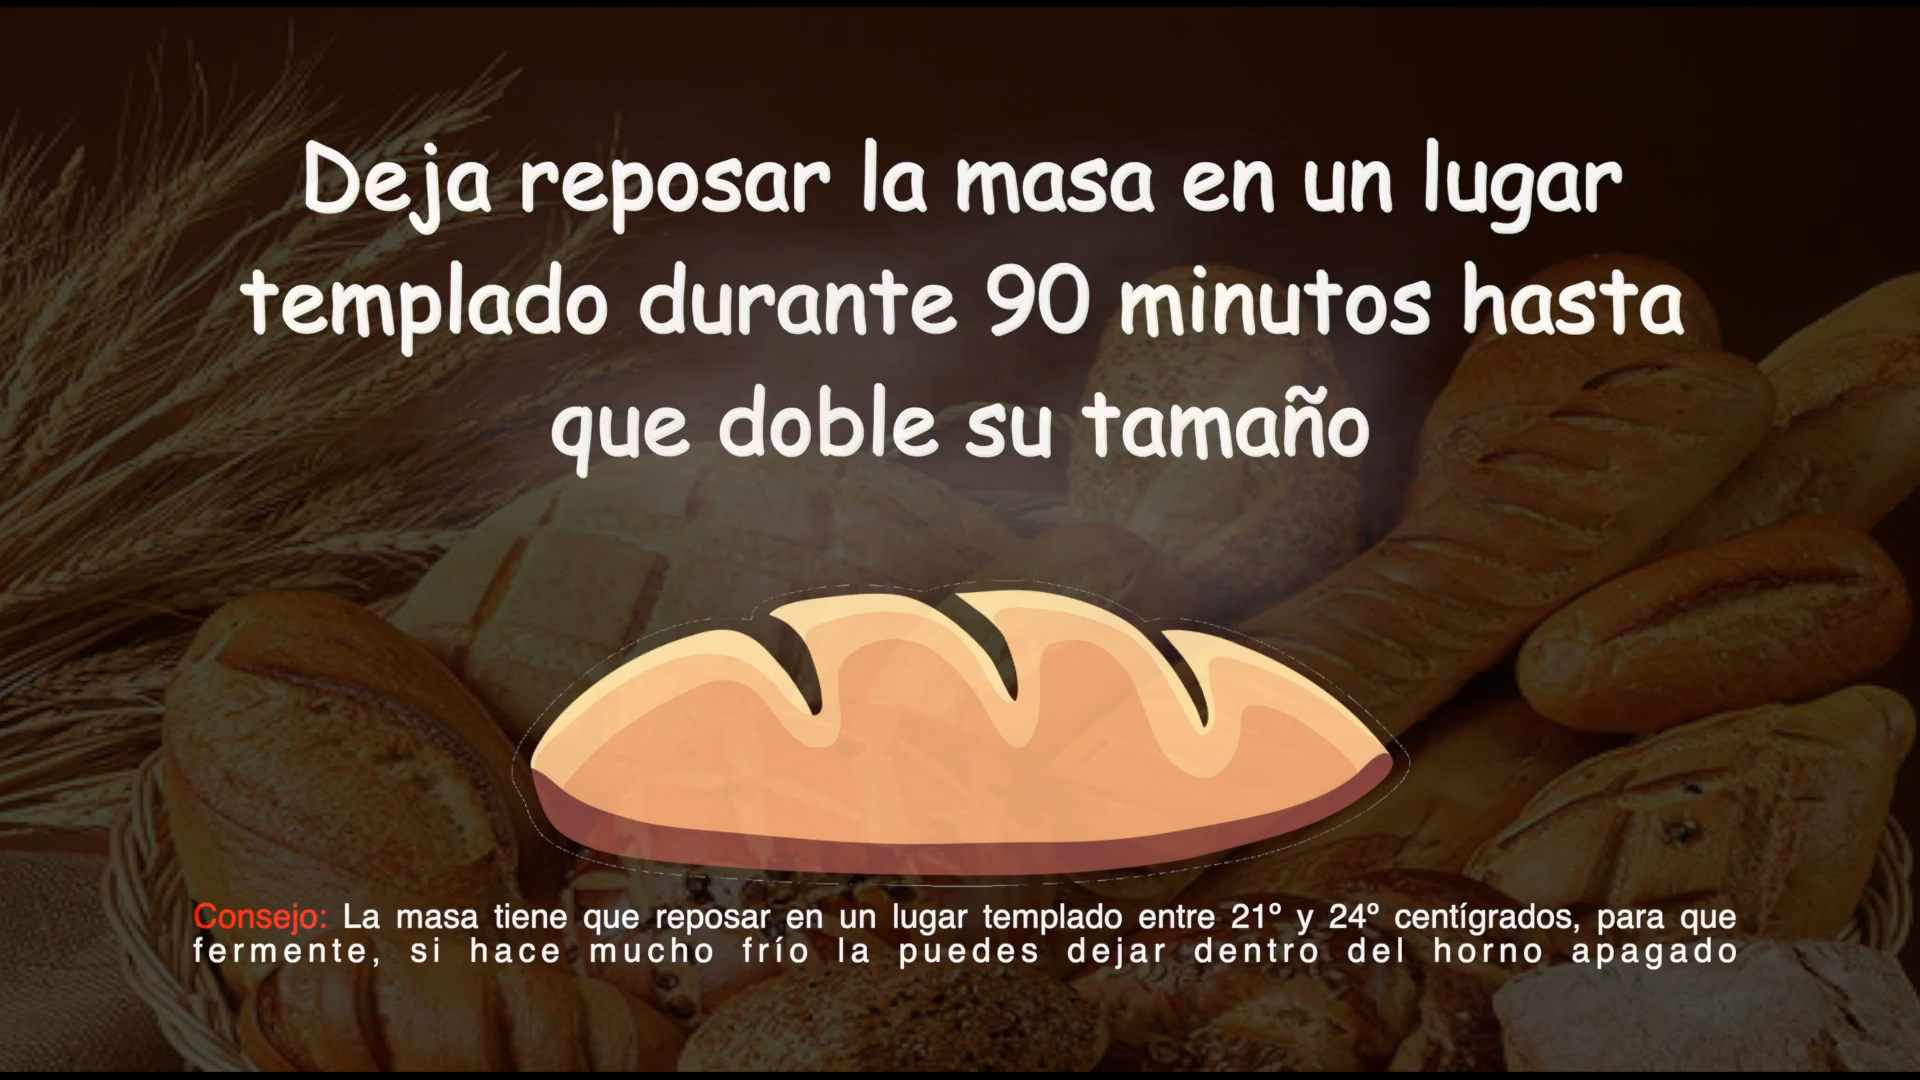 Deja reposar la masa en un lugar
templado durante 90 minutos hasta
que doble su tamaño
Consejo: La masa tiene que reposar en un lugar templado entre 21º y 24º centígrados, para que
fermente, si hace mucho frío la puedes dejar dentro del horno apagado